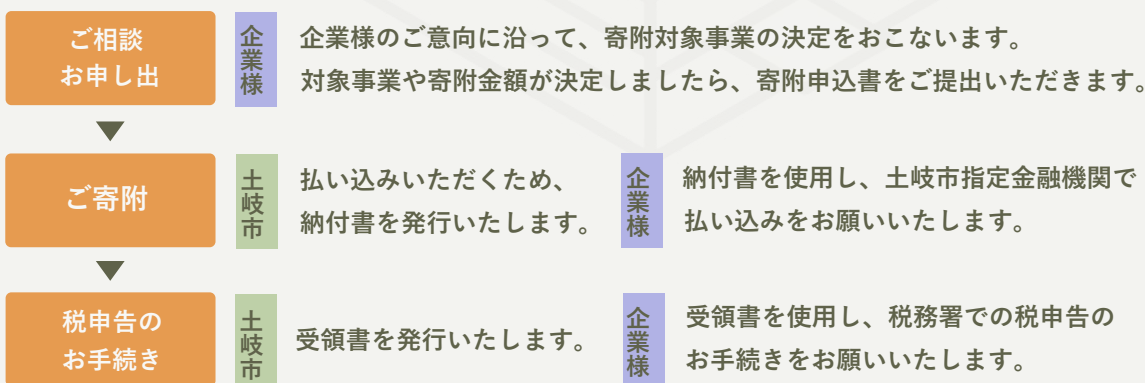 ご相談
お申し出
企業様
企業様のご意向に沿って、寄附対象事業の決定をおこないます。
対象事業や寄附金額が決定しましたら、寄附申込書をご提出いただきます。
ご寄附
土岐市
払い込みいただくため、
納付書を発行いたします。
企業様
納付書を使用し、土岐市指定金融機関で
払い込みをお願いいたします。
税申告の
お手続き
土岐市
受領書を発行いたします。
企業様
受領書を使用し、税務署での税申告の
お手続きをお願いいたします。